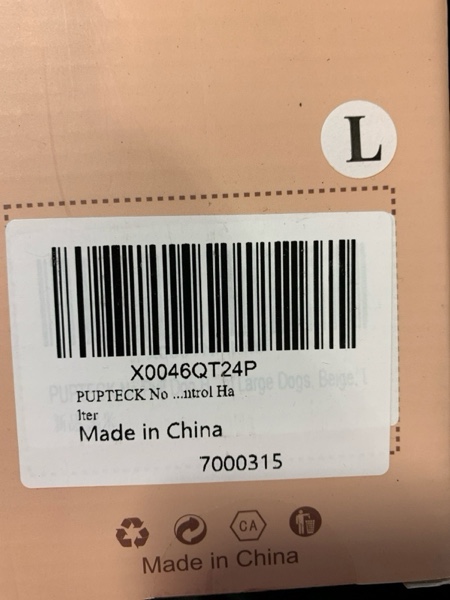 L
X0046QT24P
PUPTECK No ...ntrol Ha
lter
Made in China
7000315
CA
Made in China